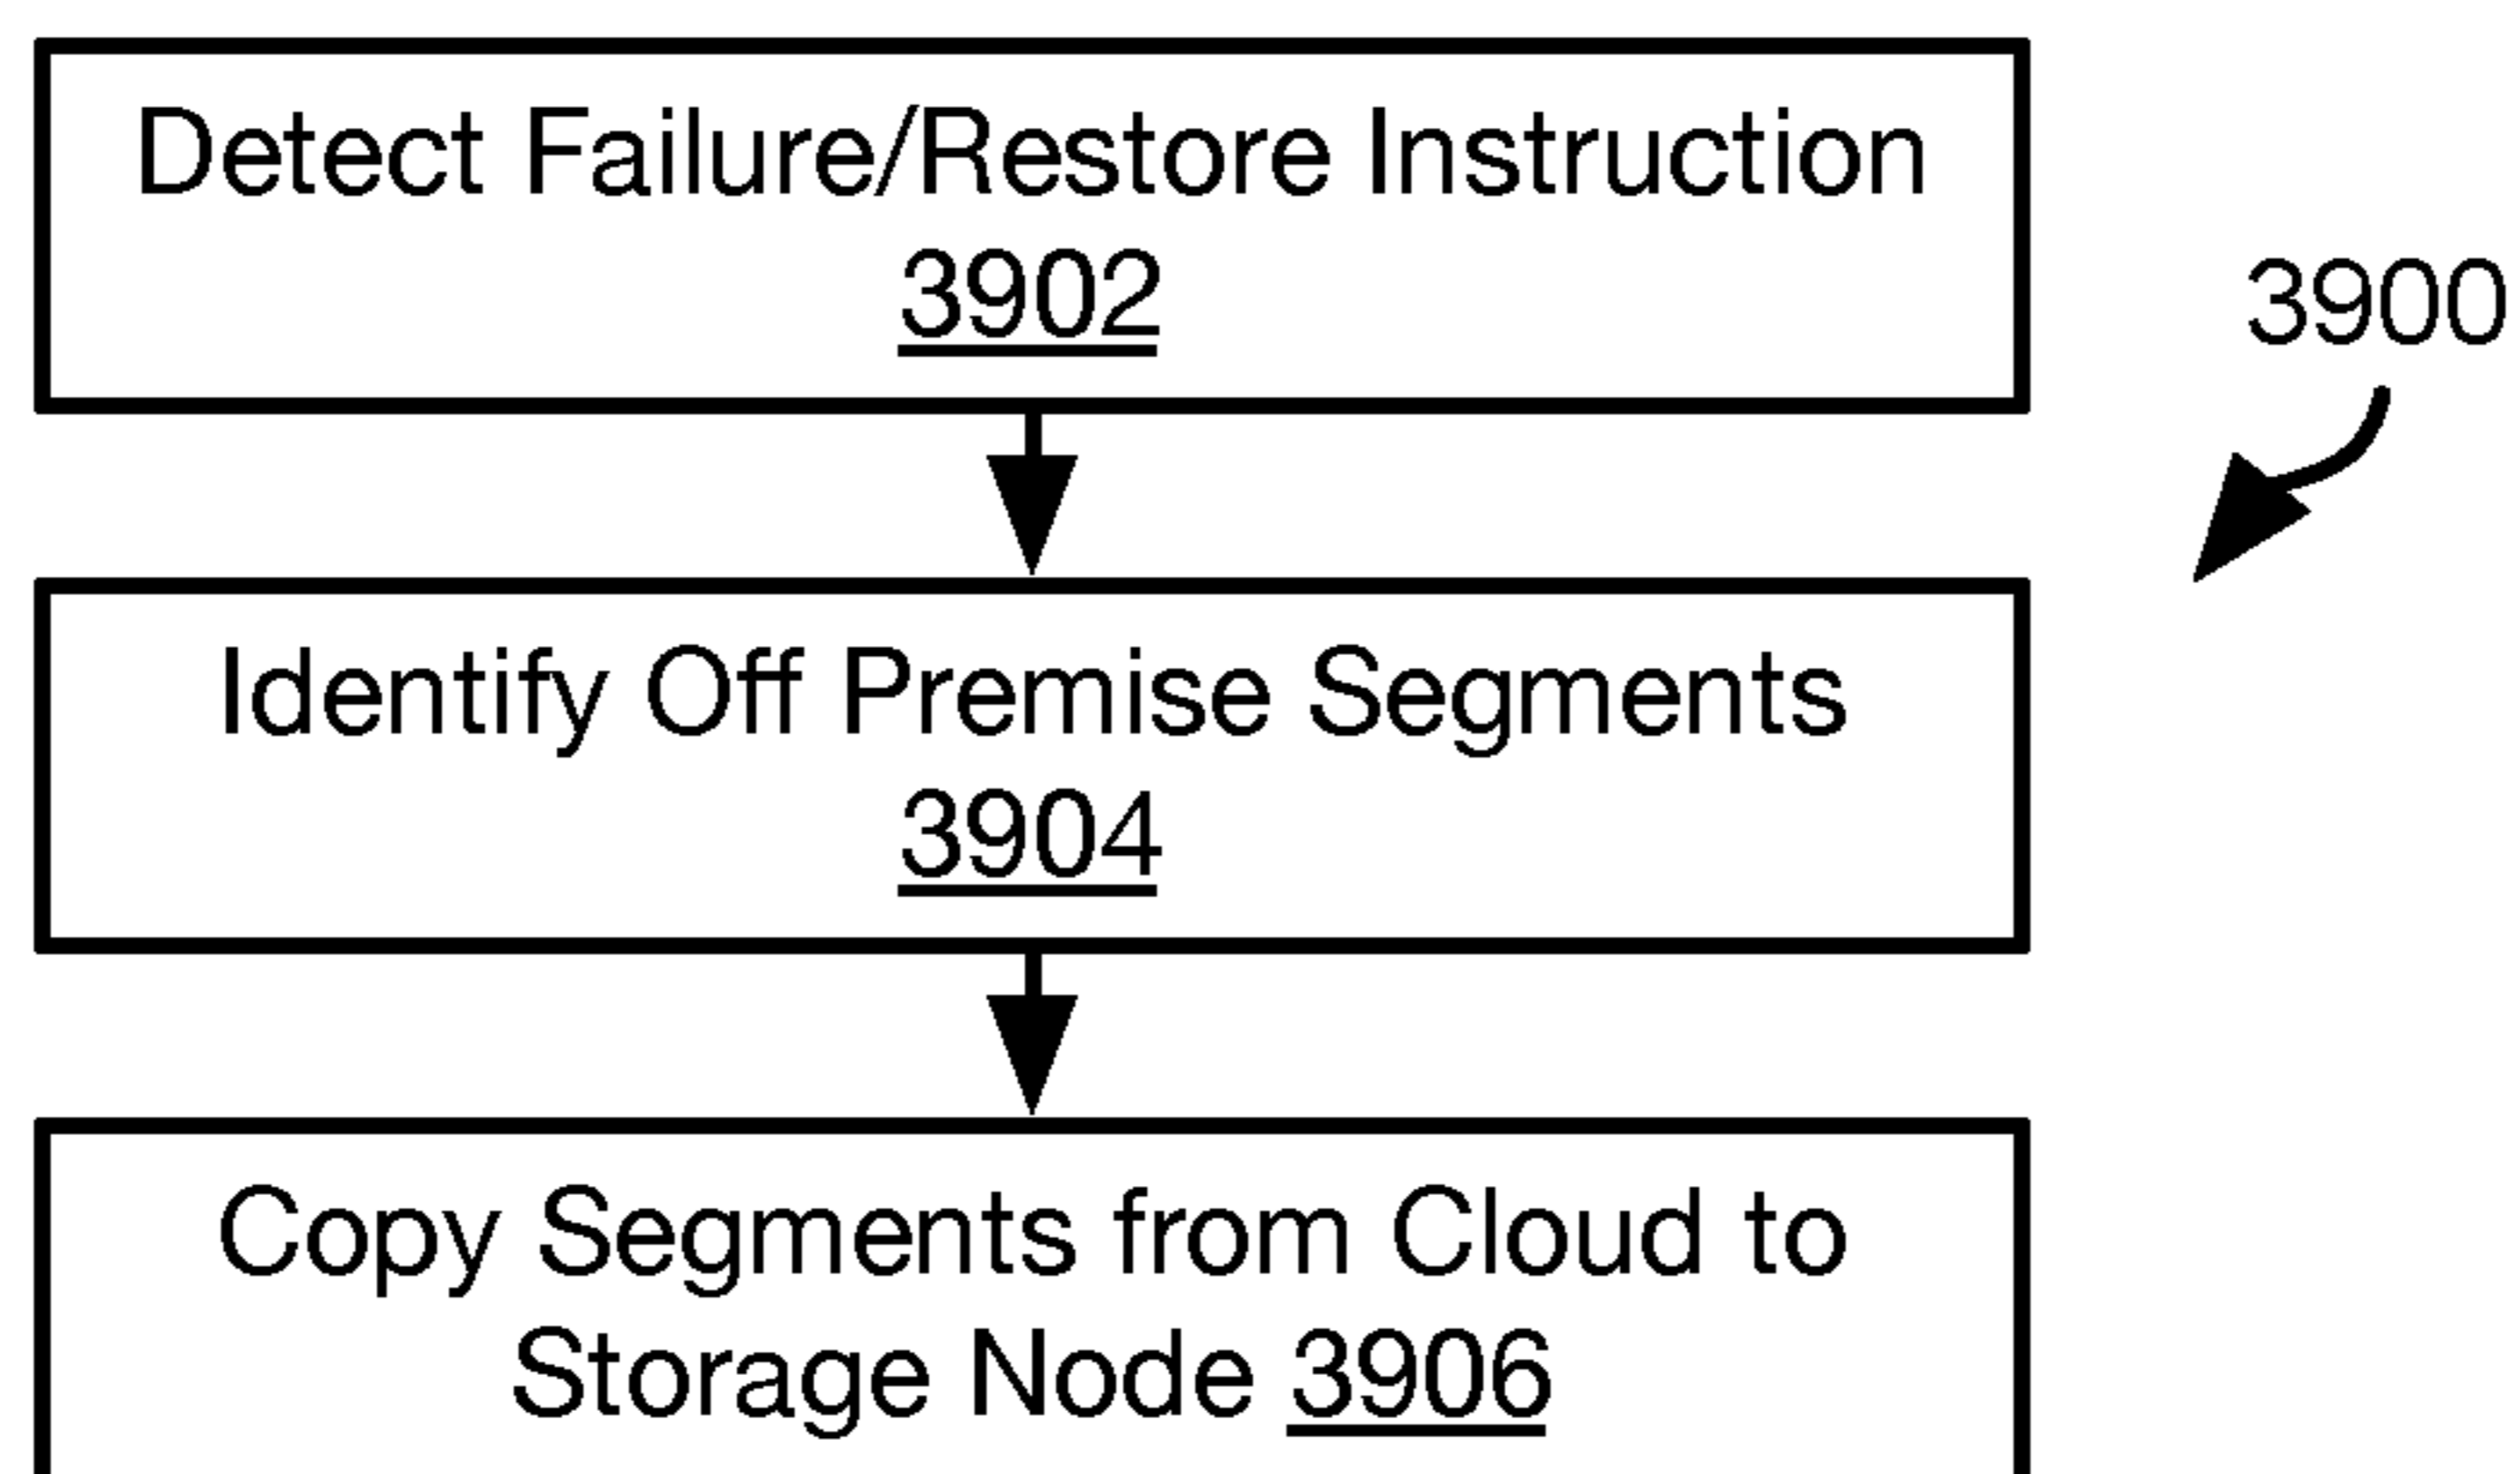 Detect Failure/Restore Instruction
3902
3900
Identify Off Premise Segments
3904
Copy Segments from Cloud to
Storage Node 3906